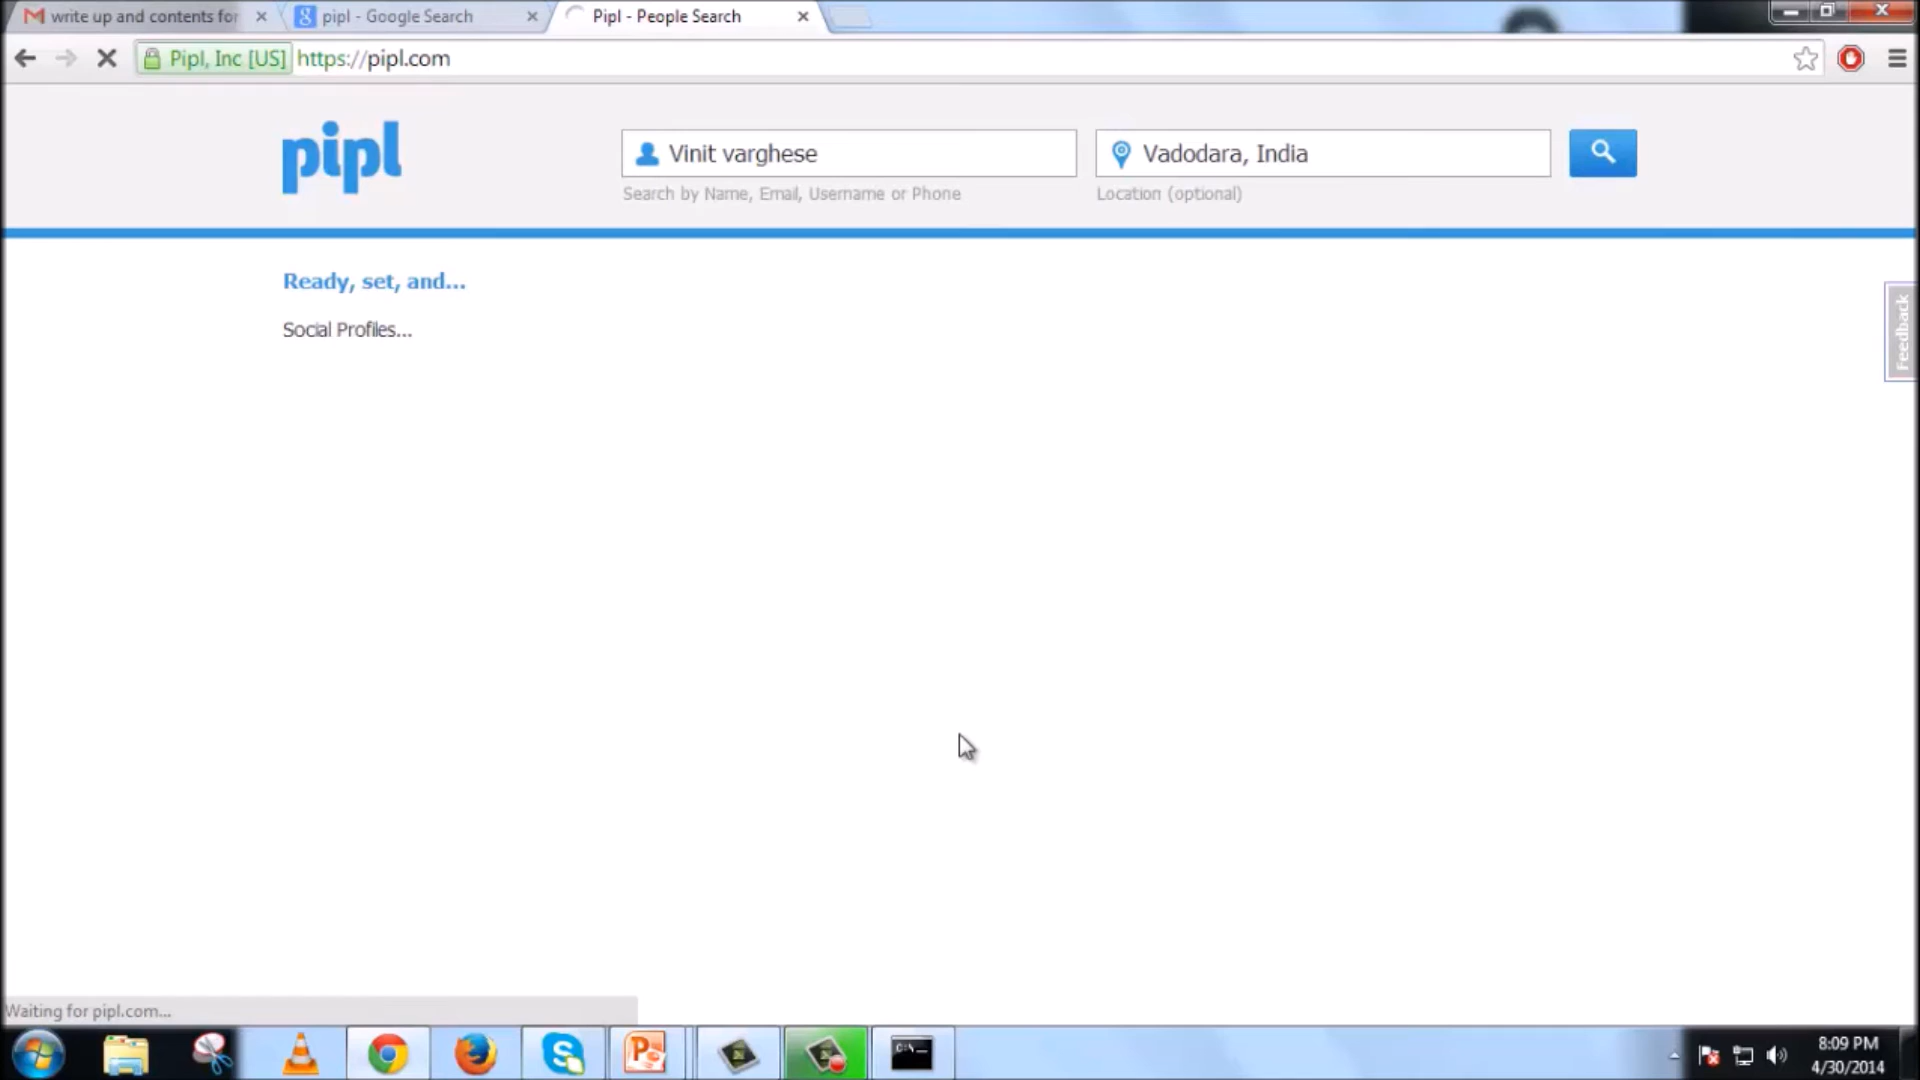 write up and contents for
pipl - Google Search
Pipl - People Search
Pipl, Inc [US]
https://pipl.com
pipl
Vinit varghese
Vadodara, India
Search by Name, Email, Username or Phone
Location (optional)
Ready, set, and...
Social Profiles...
Feedback
Waiting for pipl.com...
8:09 PM
4/30/2014